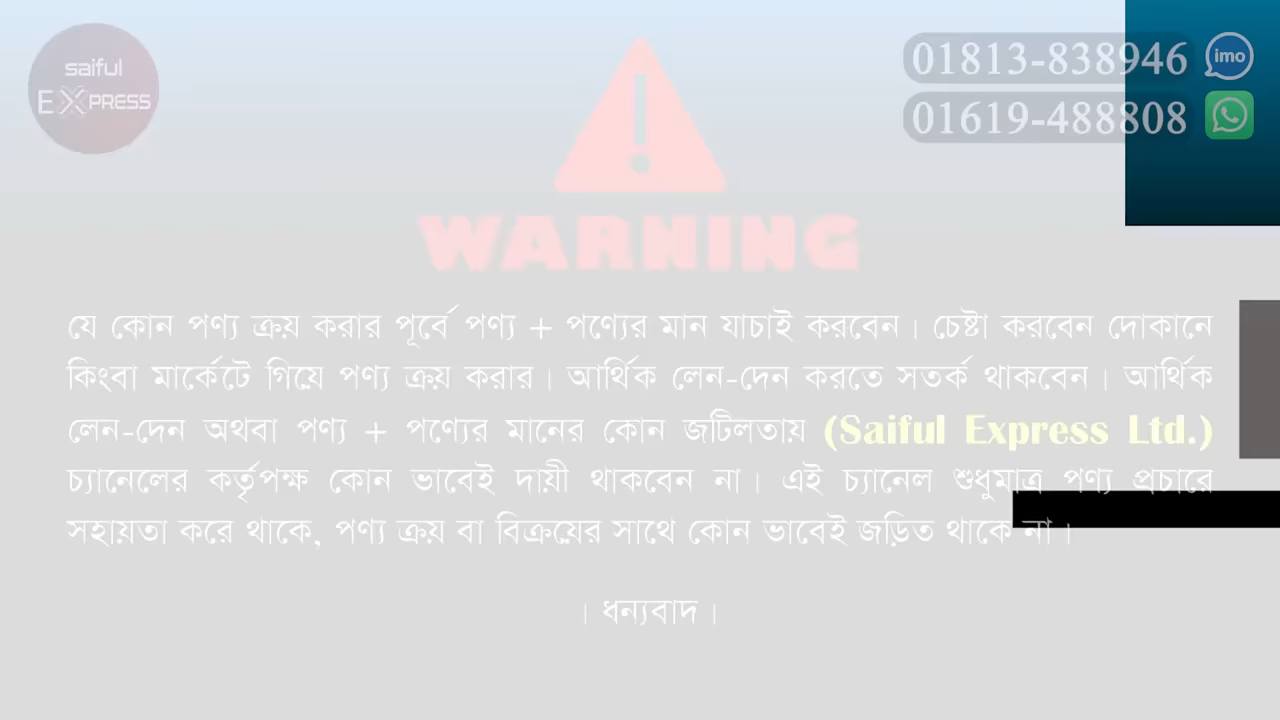 saiful
EXPRESS
01813-838946
imo
01619-488808
WARNING
যে কোন পণ্য ক্রয় করার পূর্বে পণ্য + পণ্যের মান যাচাই করবেন। চেষ্টা করবেন দোকানে
কিংবা মার্কেটে গিয়ে পণ্য ক্রয় করার। আর্থিক লেন-দেন করতে সতর্ক থাকবেন। আর্থিক
লেন-দেন অথবা পণ্য + পণ্যের মানের কোন জটিলতায় (Saiful Express Ltd.)
চ্যানেলের কর্তৃপক্ষ কোন ভাবেই দায়ী থাকবেন না। এই চ্যানেল শুধুমাত্র পণ্য প্রচারে
সহায়তা করে থাকে, পণ্য ক্রয় বা বিক্রয়ের সাথে কোন ভাবেই জড়িত থাকে না।
। ধন্যবাদ।